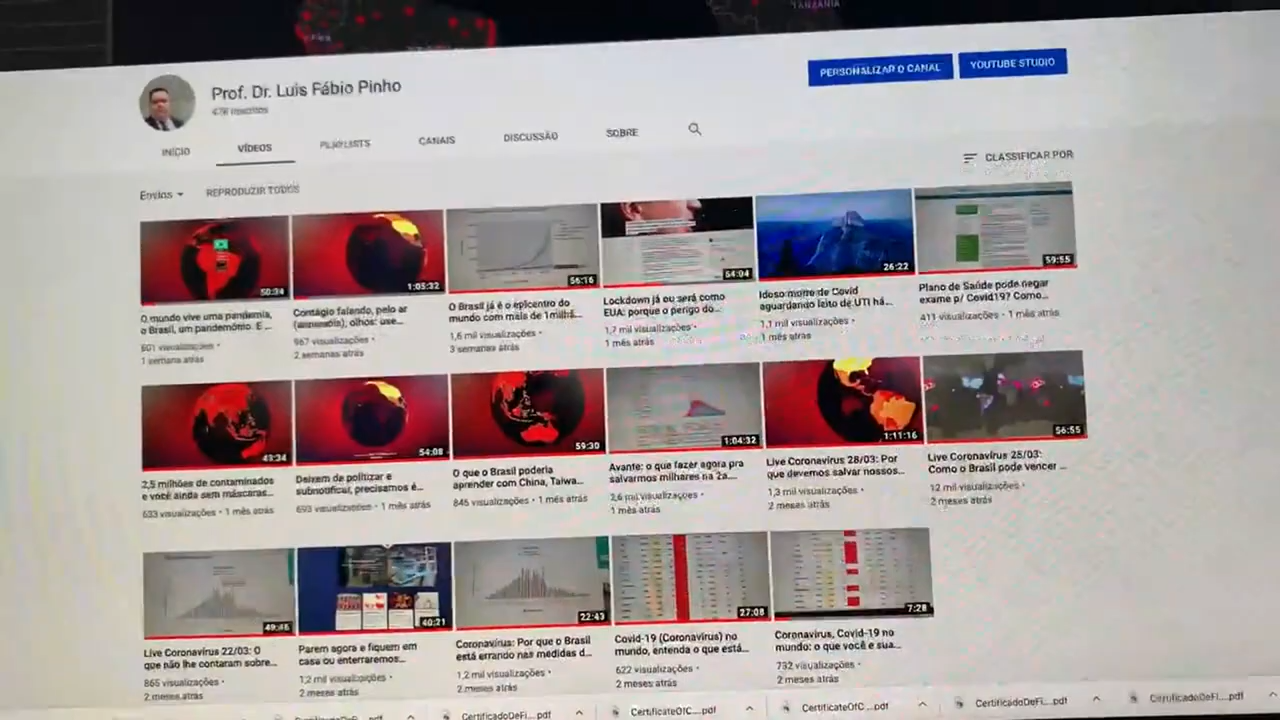 TANZANIA
Prof. Dr. Luis Fábio Pinho
PERSONALIZAR O CANAL
YOUTUBE STUDIO
INÍCIO
VÍDEOS
PLAYLISTS
CANAIS
DISCUSSÃO
SOBRE
Envios
REPRODUZIR TODOS
CLASSIFICAR POR
50:34
1:05:32
56:16
54:04
26:22
59:55
O mundo vive uma pandemia,
o Brasil, um pandemônio. E ...
601 visualizações •
1 semana atrás
Contágio falando, pelo ar
(aerossóis), olhos: use...
967 visualizações •
2 semanas atrás
O Brasil já é o epicentro do
mundo com mais de 1milhã...
1,6 mil visualizações •
3 semanas atrás
Lockdown já ou será como
EUA: porque o perigo do...
1,7 mil visualizações •
1 mês atrás
Idoso morre de Covid
aguardando leito de UTI há...
1,1 mil visualizações •
1 mês atrás
Plano de Saúde pode negar
exame p/ Covid19? Como...
411 visualizações • 1 mês atrás
43:34
54:08
59:30
1:04:32
1:11:16
56:55
2,5 milhões de contaminados
e você ainda sem máscaras...
633 visualizações • 1 mês atrás
Deixem de politizar e
subnotificar, precisamos é...
693 visualizações • 1 mês atrás
O que o Brasil poderia
aprender com China, Taiwa...
845 visualizações • 1 mês atrás
Avante: o que fazer agora pra
salvarmos milhares na 2a...
2,6 mil visualizações •
1 mês atrás
Live Coronavírus 28/03: Por
que devemos salvar nossos...
1,3 mil visualizações •
2 meses atrás
Live Coronavírus 25/03:
Como o Brasil pode vencer ...
12 mil visualizações •
2 meses atrás
49:46
40:21
22:43
27:08
7:28
Live Coronavírus 22/03: O
que não lhe contaram sobre...
865 visualizações •
2 meses atrás
Parem agora e fiquem em
casa ou enterraremos...
1,2 mil visualizações •
2 meses atrás
Coronavírus: Por que o Brasil
está errando nas medidas d...
1,2 mil visualizações •
2 meses atrás
Covid-19 (Coronavírus) no
mundo, entenda o que está...
622 visualizações •
2 meses atrás
Coronavírus, Covid-19 no
mundo: o que você e sua...
732 visualizações •
2 meses atrás
CertificadoDeFi....pdf
CertificateOfC....pdf
CertificateOfC....pdf
CertificadoDeFi....pdf
CertificadoDeFi....pdf